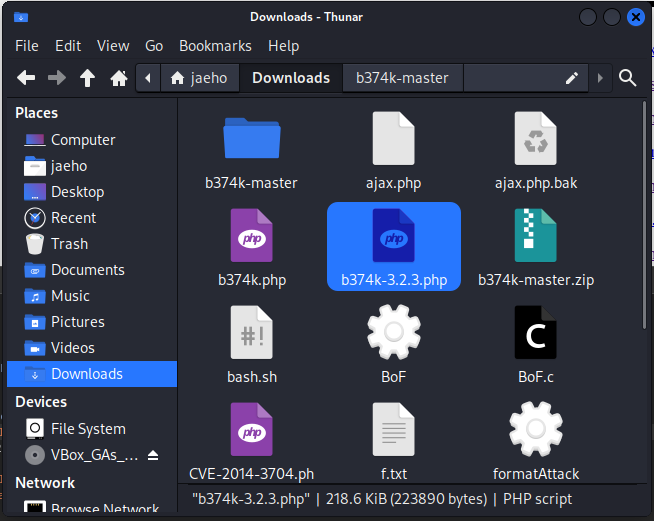 Downloads - Thunar
File Edit View Go Bookmarks Help
jaeho Downloads b374k-master
Places
Computer
jaeho
Desktop
Recent
Trash
Documents
Music
Pictures
Videos
Downloads
Devices
File System
VBox_GAs_...
Network
Browse Network
b374k-master ajax.php ajax.php.bak
php php
b374k.php b374k-3.2.3.php b374k-master.zip
#! C
bash.sh BoF BoF.c
php
CVE-2014-3704.ph f.txt formatAttack
"b374k-3.2.3.php" | 218.6 KiB (223890 bytes) | PHP script